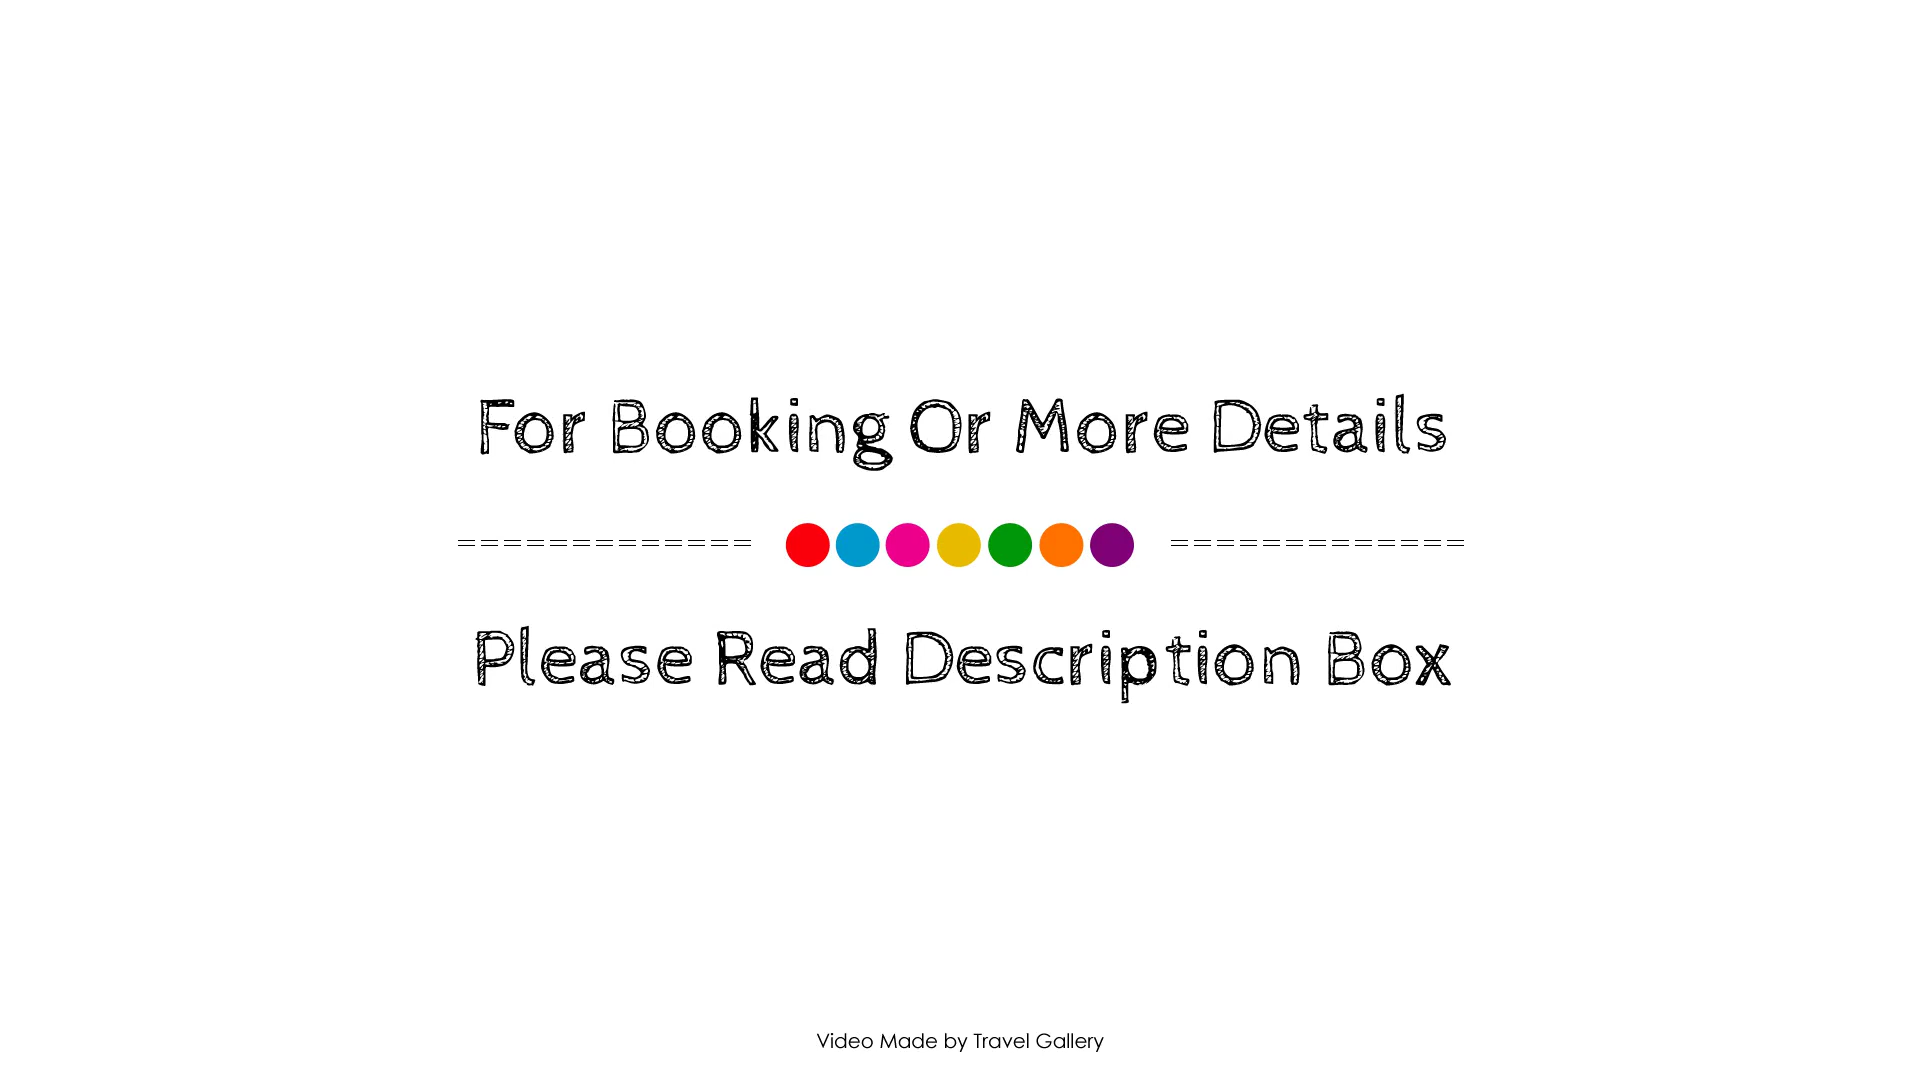 For Booking Or More Details
============= =============
Please Read Description Box
Video Made by Travel Gallery